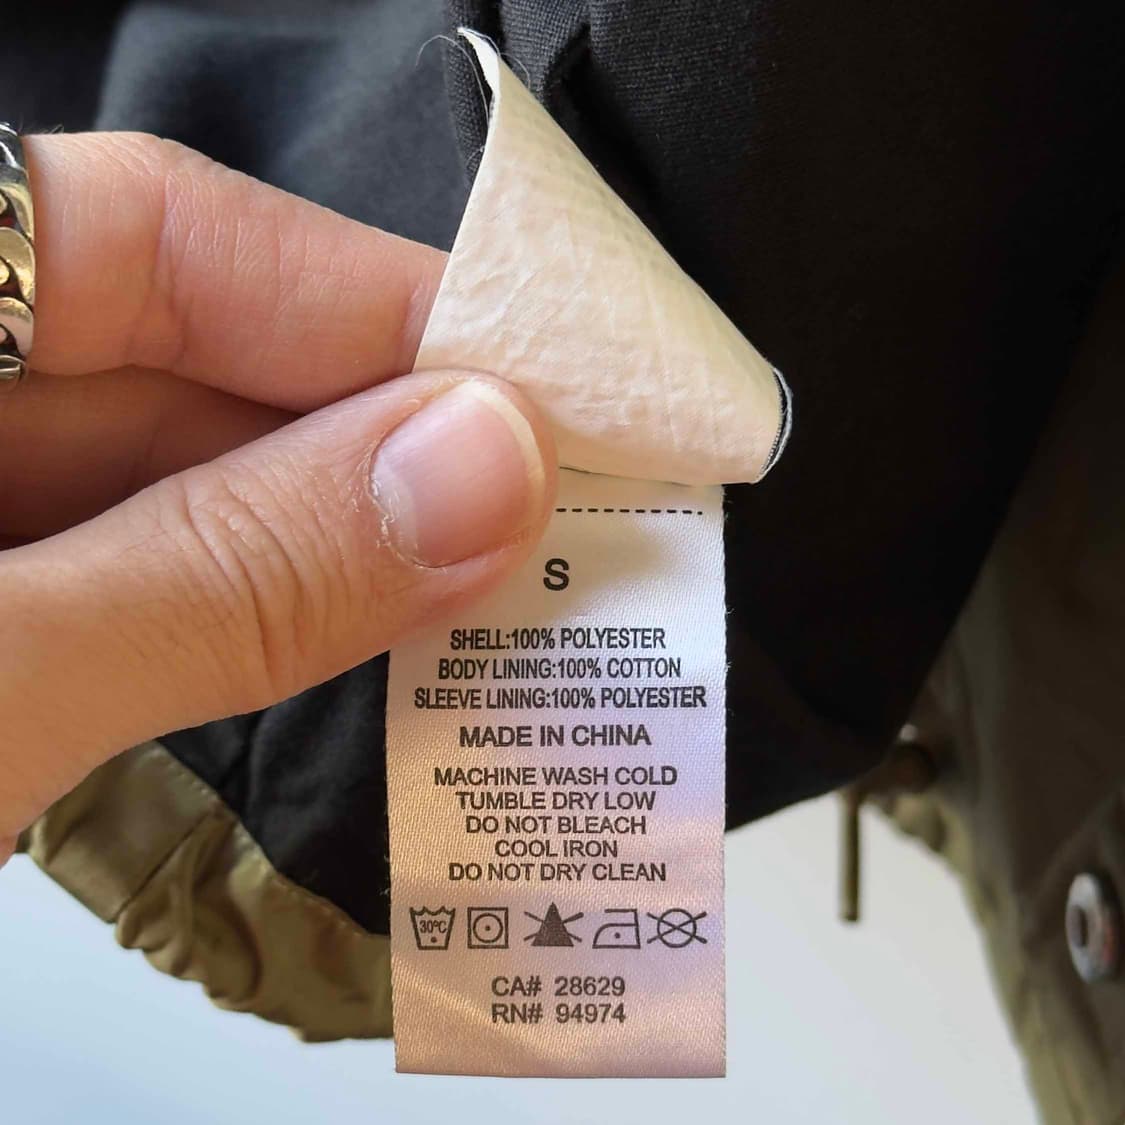 S
SHELL:100% POLYESTER
BODY LINING:100% COTTON
SLEEVE LINING:100% POLYESTER
MADE IN CHINA
MACHINE WASH COLD
TUMBLE DRY LOW
DO NOT BLEACH
COOL IRON
DO NOT DRY CLEAN
30°C
CA# 28629
RN# 94974